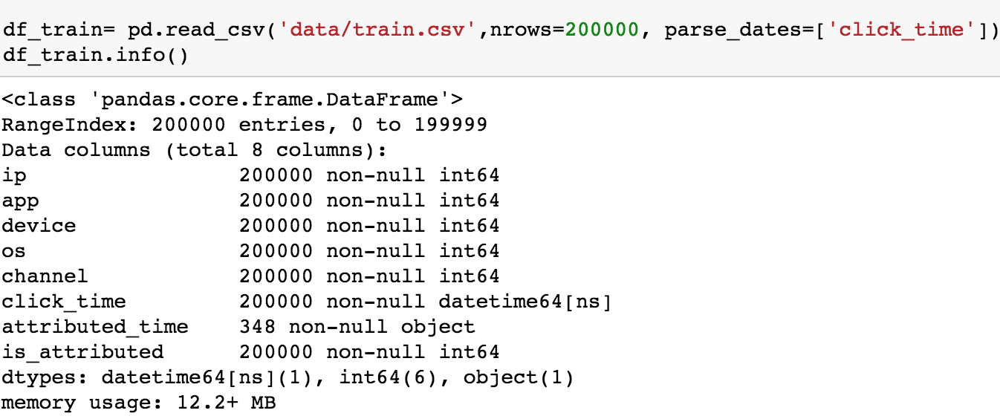 df_train= pd.read_csv('data/train.csv',nrows=200000, parse_dates=['click_time'])
df_train.info()
<class 'pandas.core.frame.DataFrame'>
RangeIndex: 200000 entries, 0 to 199999
Data columns (total 8 columns):
ip                 200000 non-null int64
app                200000 non-null int64
device             200000 non-null int64
os                 200000 non-null int64
channel            200000 non-null int64
click_time         200000 non-null datetime64[ns]
attributed_time    348 non-null object
is_attributed      200000 non-null int64
dtypes: datetime64[ns](1), int64(6), object(1)
memory usage: 12.2+ MB